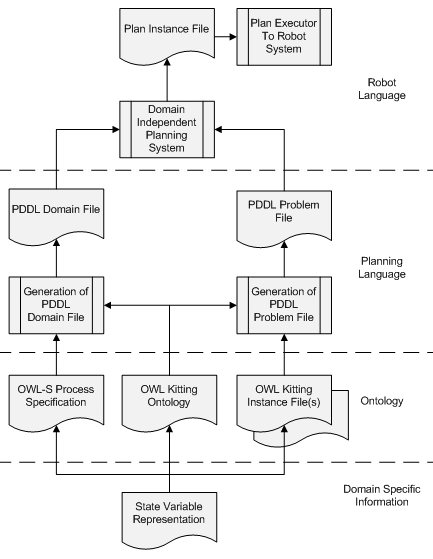 Plan Instance File
Plan Executor
To Robot
System
Robot
Language
Domain
Independent
Planning
System
PDDL Domain File
PDDL Problem
File
Planning
Language
Generation of
PDDL
Domain File
Generation of
PDDL
Problem File
OWL-S Process
Specification
OWL Kitting
Ontology
OWL Kitting
Instance File(s)
Ontology
Domain Specific
Information
State Variable
Representation